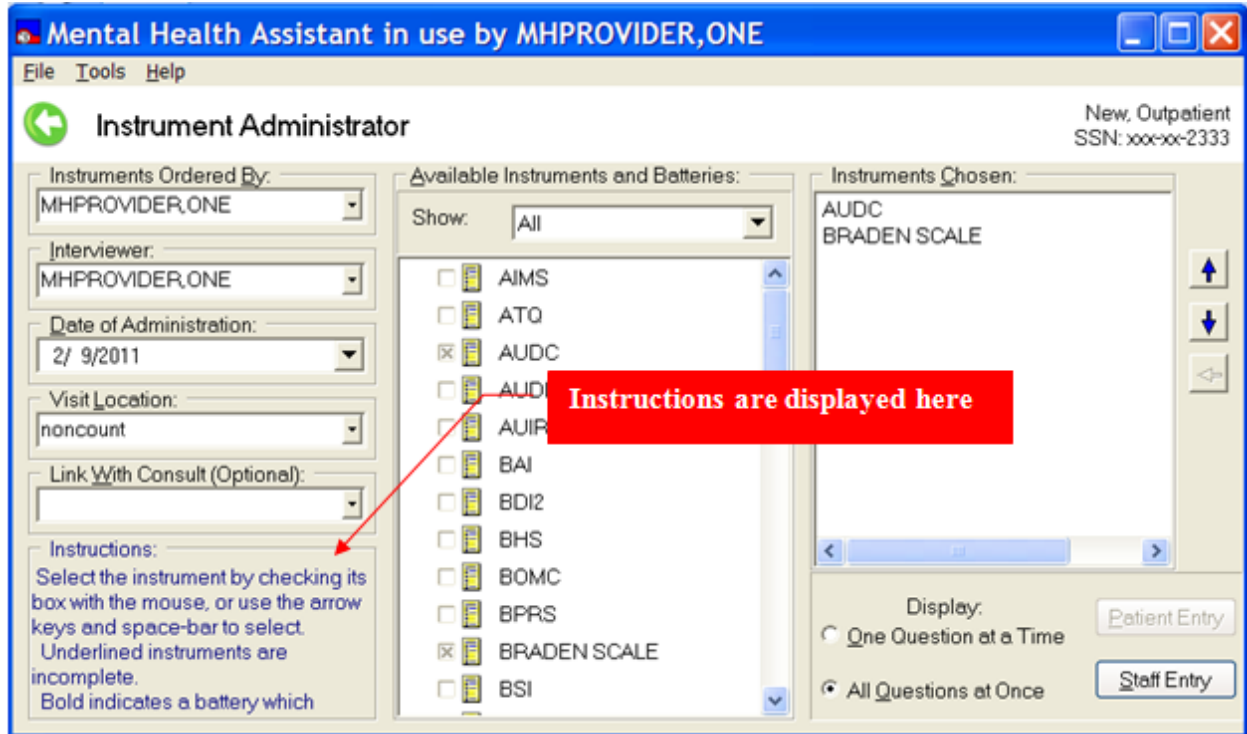 Mental Health Assistant in use by MHPROVIDER,ONE
File Tools Help
Instrument Administrator
New, Outpatient
SSN: xxx-xx-2333
Instruments Ordered By:
MHPROVIDER,ONE
Interviewer:
MHPROVIDER,ONE
Date of Administration:
2/ 9/2011
Visit Location:
noncount
Link With Consult (Optional):
Instructions:
Select the instrument by checking its
box with the mouse, or use the arrow
keys and space-bar to select.
Underlined instruments are
incomplete.
Bold indicates a battery which
Available Instruments and Batteries:
Show: All
AIMS
ATQ
AUDC
Instructions are displayed here
BAI
BDI2
BHS
BOMC
BPRS
BRADEN SCALE
BSI
Instruments Chosen:
AUDC
BRADEN SCALE
Display:
One Question at a Time
All Questions at Once
Patient Entry
Staff Entry